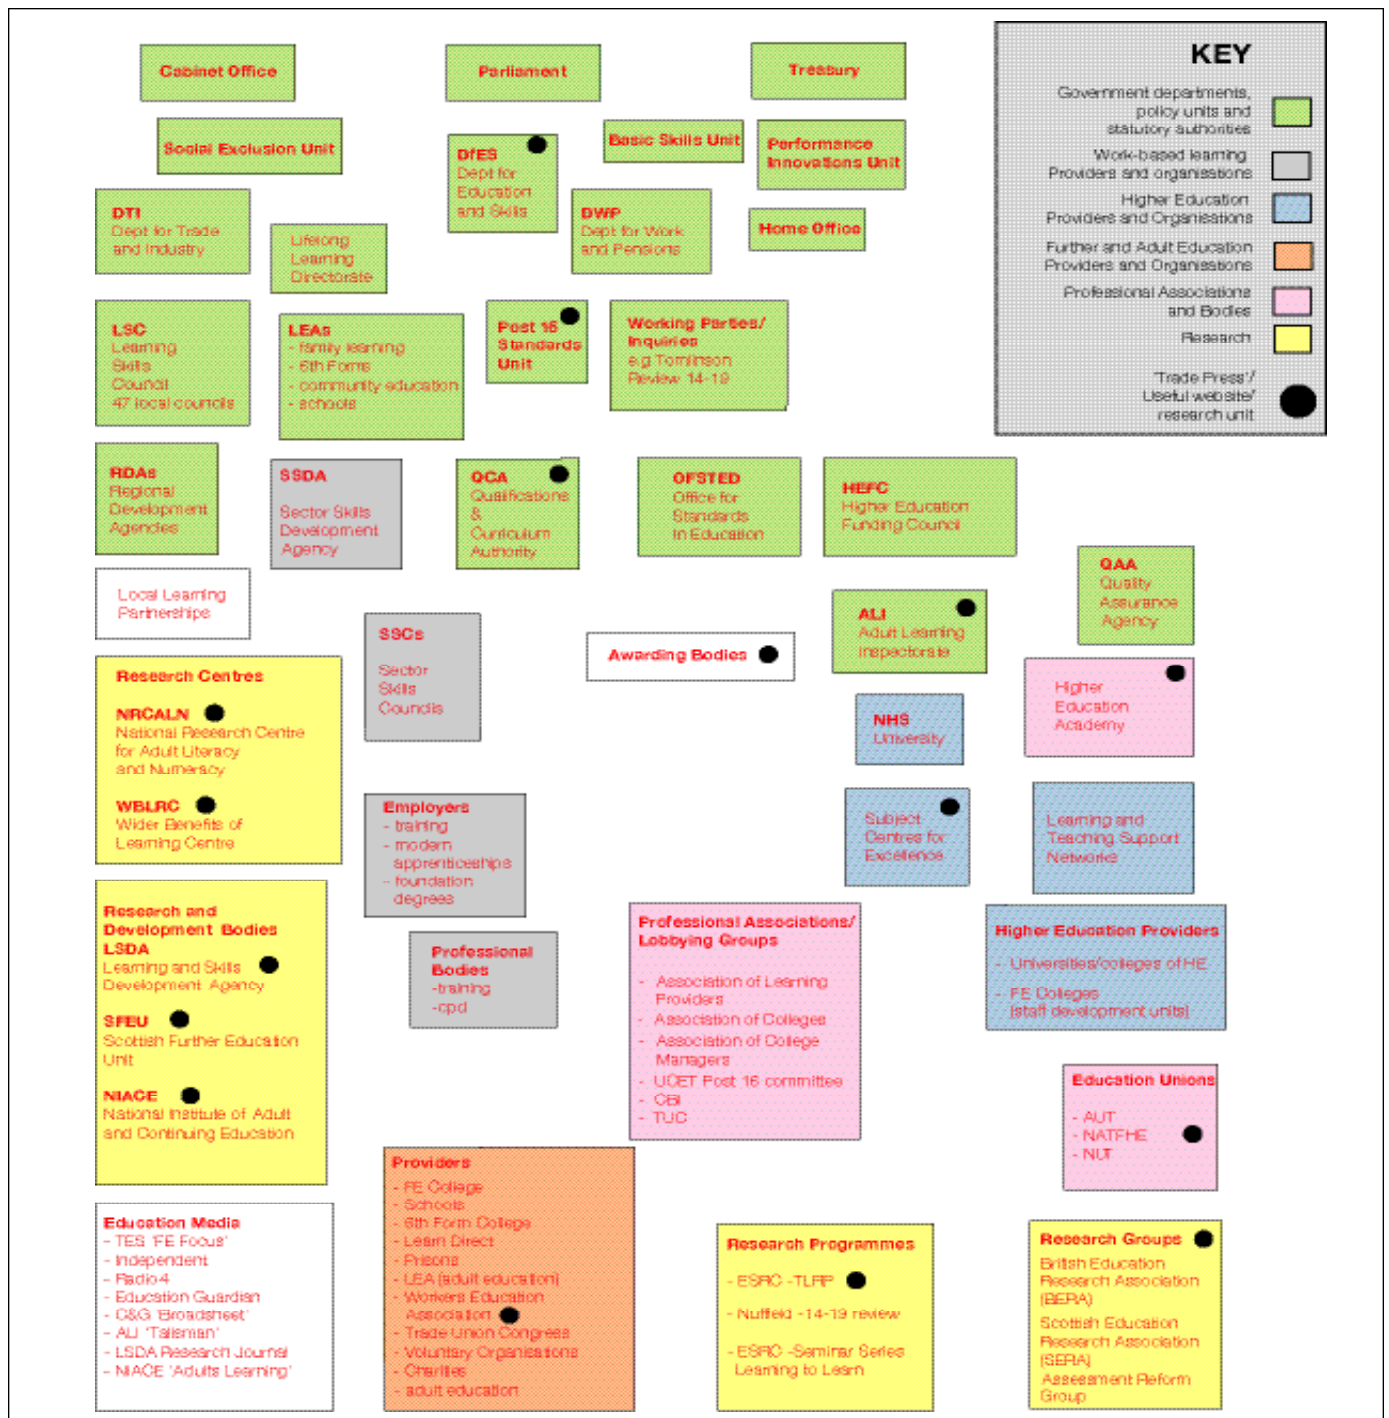 Cabinet Office
Parliament
Treasury
KEY
Government departments,
policy units and
statutory authorities
Work-based learning
Providers and organisations
Higher Education
Providers and Organisations
Further and Adult Education
Providers and Organisations
Professional Associations
and Bodies
Research
'Trade Press'/
Useful website/
research unit
Social Exclusion Unit
DfES
Dept for
Education
and Skills
Basic Skills Unit
Performance
Innovations Unit
DTI
Dept for Trade
and Industry
Lifelong
Learning
Directorate
DWP
Dept for Work
and Pensions
Home Office
LSC
Learning
Skills
Council
47 local councils
LEAs
- family learning
- 6th Forms
- community education
- schools
Post 16
Standards
Unit
Working Parties/
Inquiries
e.g Tomlinson
Review 14-19
RDAs
Regional
Development
Agencies
SSDA
Sector Skills
Development
Agency
QCA
Qualifications
&
Curriculum
Authority
OFSTED
Office for
Standards
In Education
HEFC
Higher Education
Funding Council
QAA
Quality
Assurance
Agency
Local Learning
Partnerships
SSCs
Sector
Skills
Councils
Awarding Bodies
ALI
Adult Learning
Inspectorate
Higher
Education
Academy
Research Centres
NRCALN
National Research Centre
for Adult Literacy
and Numeracy
WBLRC
Wider Benefits of
Learning Centre
NHS
University
Employers
- training
- modern
apprenticeships
- foundation
degrees
Subject
Centres for
Excellence
Learning and
Teaching Support
Networks
Research and
Development Bodies
LSDA
Learning and Skills
Development Agency
SFEU
Scottish Further Education
Unit
NIACE
National Institute of Adult
and Continuing Education
Professional
Bodies
-training
-cpd
Professional Associations/
Lobbying Groups
- Association of Learning
Providers
- Association of Colleges
- Association of College
Managers
- UCET Post 16 committee
- CBI
- TUC
Higher Education Providers
- Universities/colleges of HE
- FE Colleges
(staff development units)
Education Unions
- AUT
- NATFHE
- NUT
Providers
- FE College
- Schools
- 6th Form College
- Learn Direct
- Prisons
- LEA (adult education)
- Workers Education
Association
- Trade Union Congress
- Voluntary Organisations
- Charities
- adult education
Education Media
- TES 'FE Focus'
- Independent
- Radio 4
- Education Guardian
- C&G 'Broadsheet'
- ALI 'Talisman'
- LSDA Research Journal
- NIACE 'Adults Learning'
Research Programmes
- ESRC -TLRP
- Nuffield -14-19 review
- ESRC -Seminar Series
Learning to Learn
Research Groups
British Education
Research Association
(BERA)
Scottish Education
Research Association
(SERA)
Assessment Reform
Group